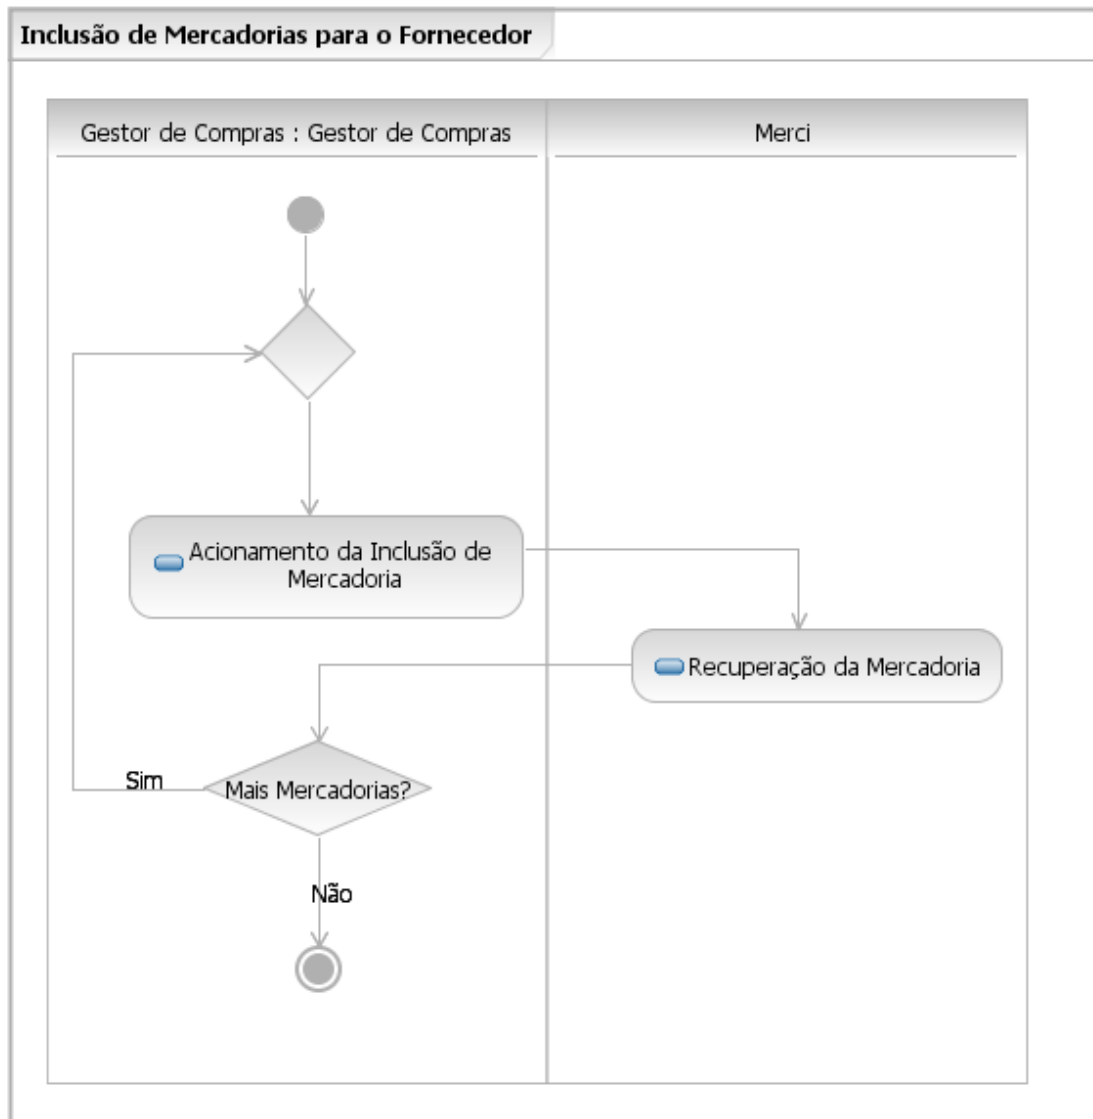 Inclusão de Mercadorias para o Fornecedor
Gestor de Compras : Gestor de Compras
Merci
Acionamento da Inclusão de
Mercadoria
Recuperação da Mercadoria
Sim
Mais Mercadorias?
Não